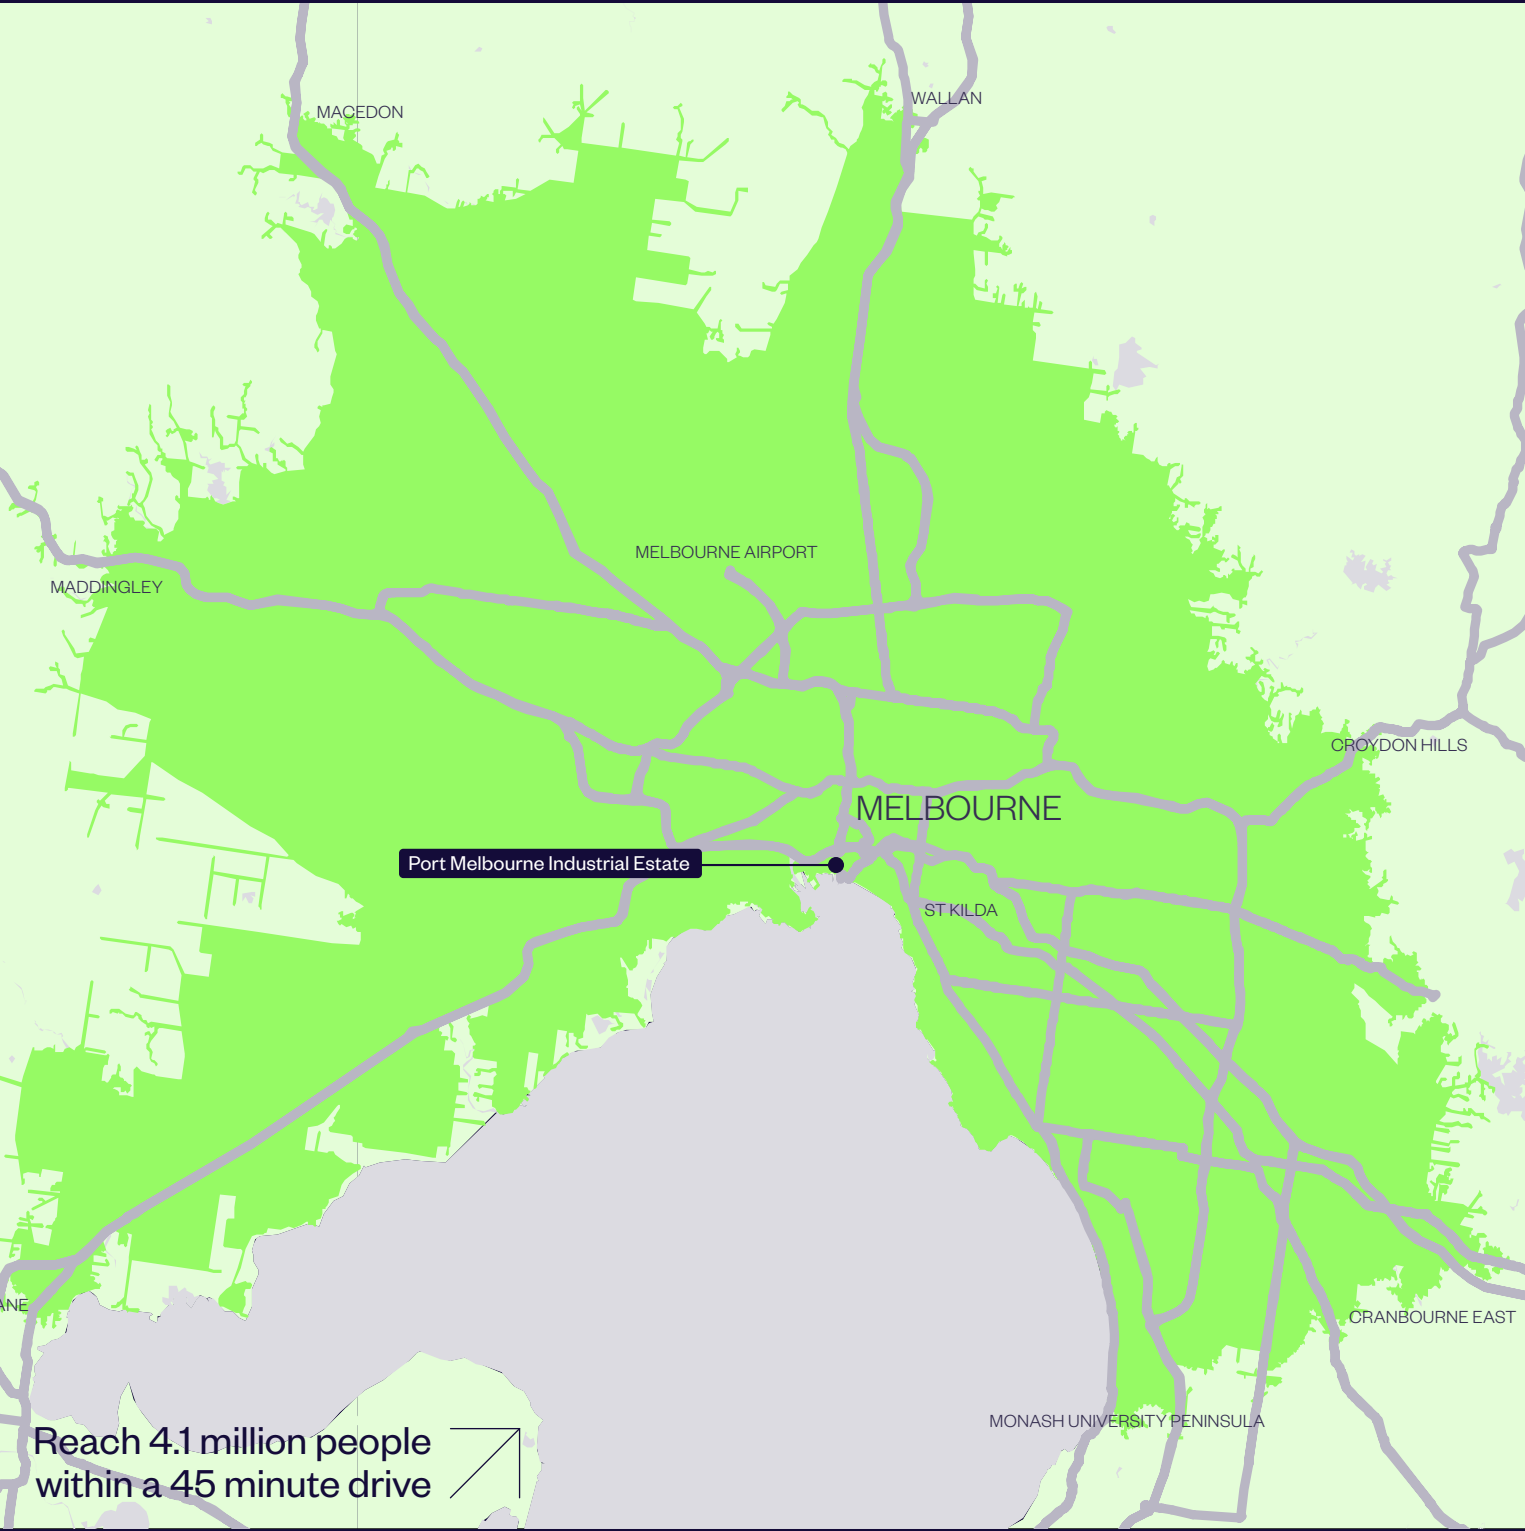 WALLAN
MACEDON
MELBOURNE AIRPORT
MADDINGLEY
CROYDON HILLS
MELBOURNE
Port Melbourne Industrial Estate
ST KILDA
ANE
CRANBOURNE EAST
MONASH UNIVERSITY PENINSULA
Reach 4.1 million people
within a 45 minute drive